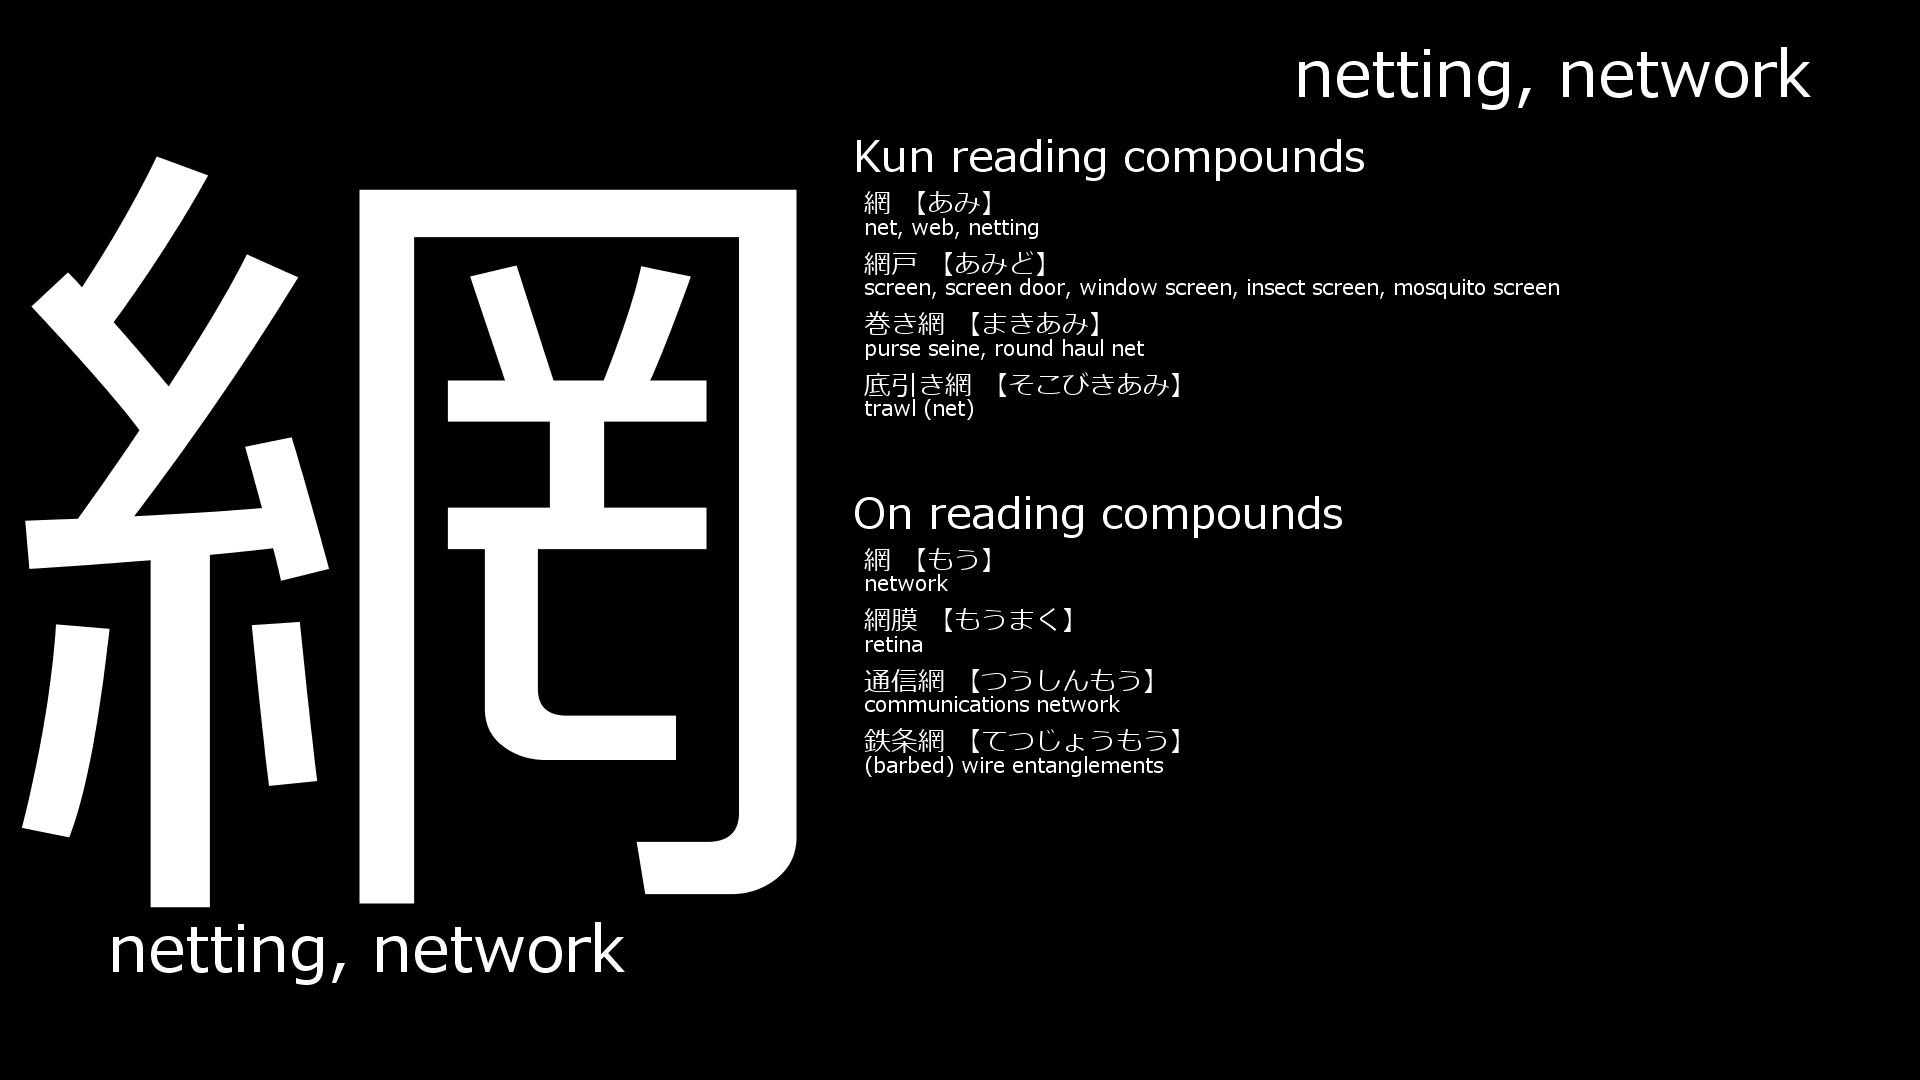 netting, network
網
netting, network
Kun reading compounds
網 【あみ】
net, web, netting
網戸 【あみど】
screen, screen door, window screen, insect screen, mosquito screen
巻き網 【まきあみ】
purse seine, round haul net
底引き網 【そこびきあみ】
trawl (net)
On reading compounds
網 【もう】
network
網膜 【もうまく】
retina
通信網 【つうしんもう】
communications network
鉄条網 【てつじょうもう】
(barbed) wire entanglements